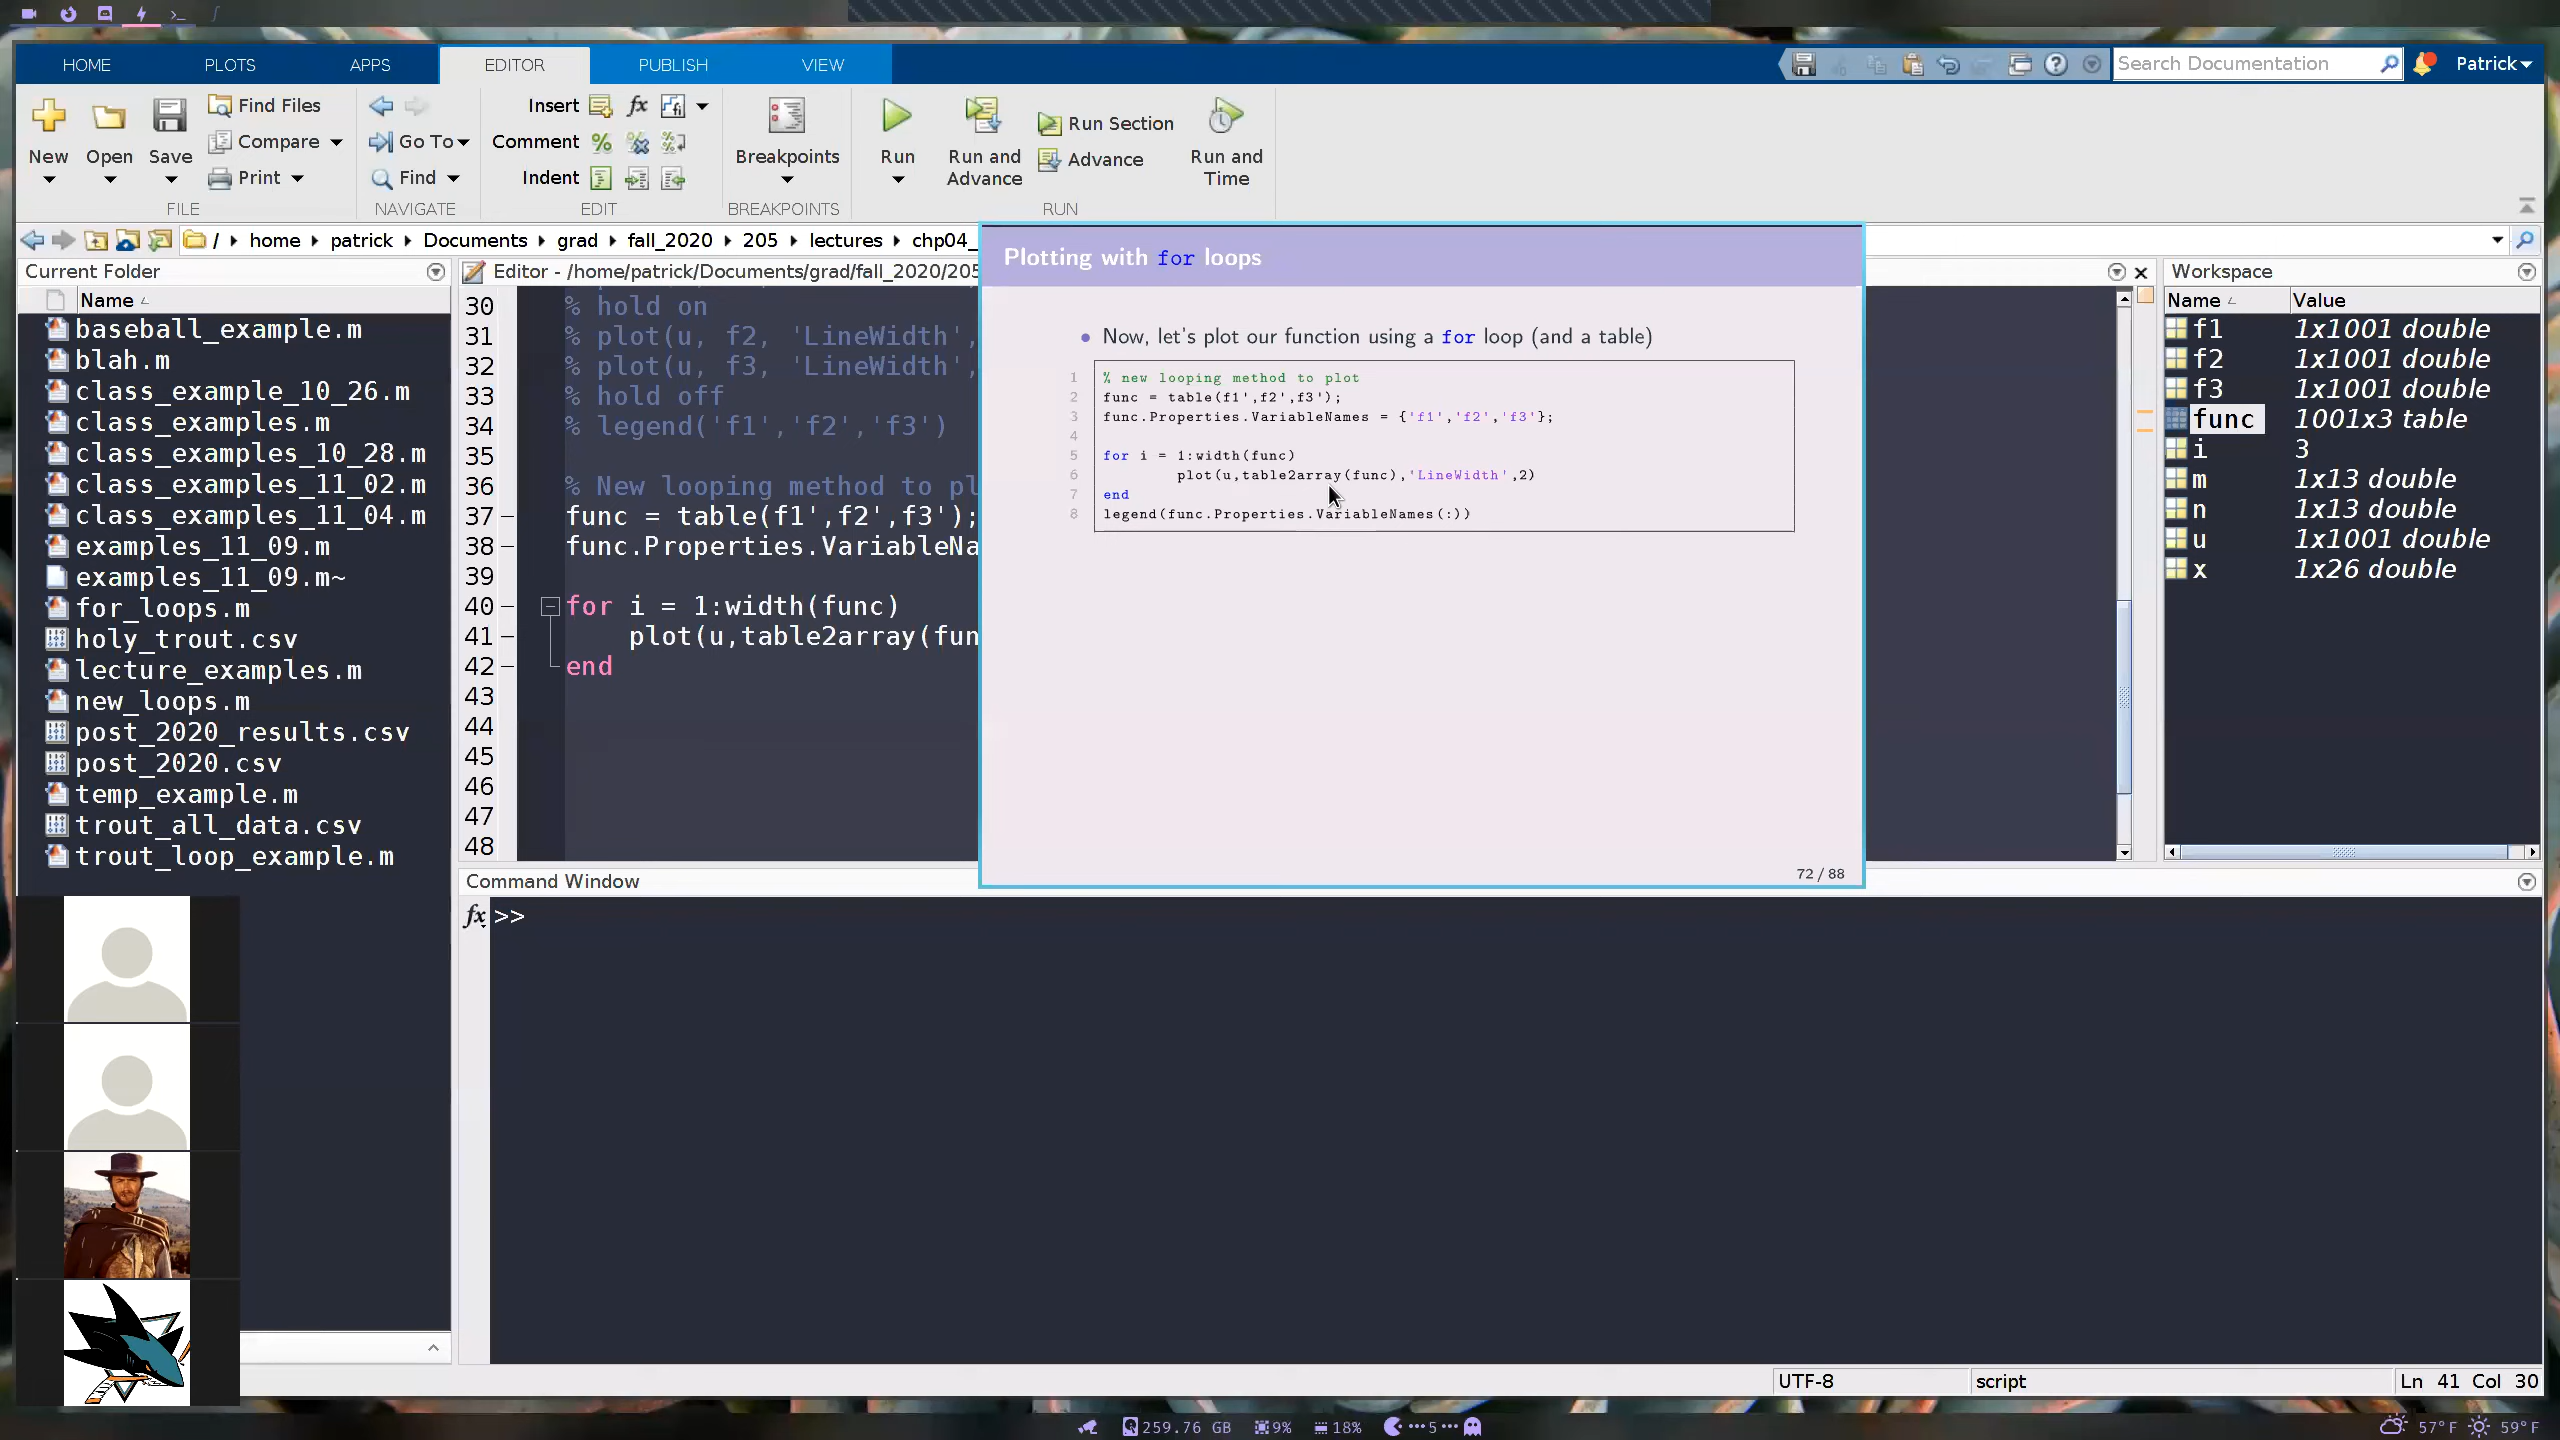 HOME PLOTS APPS EDITOR PUBLISH VIEW
Search Documentation
Patrick
New
Open
Save
Find Files
Compare
Print
FILE
Go To
Find
NAVIGATE
Insert
Comment
Indent
EDIT
Breakpoints
BREAKPOINTS
Run
Run and
Advance
Run Section
Advance
Run and
Time
RUN
/ home patrick Documents grad fall_2020 205 lectures chp04_
Current Folder
Name
baseball_example.m
blah.m
class_example_10_26.m
class_examples.m
class_examples_10_28.m
class_examples_11_02.m
class_examples_11_04.m
examples_11_09.m
examples_11_09.m~
for_loops.m
holy_trout.csv
lecture_examples.m
new_loops.m
post_2020_results.csv
post_2020.csv
temp_example.m
trout_all_data.csv
trout_loop_example.m
Editor - /home/patrick/Documents/grad/fall_2020/205
30 % hold on
31 % plot(u, f2, 'LineWidth',
32 % plot(u, f3, 'LineWidth',
33 % hold off
34 % legend('f1','f2','f3')
35
36 % New looping method to pl
37 func = table(f1',f2',f3');
38 func.Properties.VariableNa
39
40 for i = 1:width(func)
41 plot(u,table2array(fun
42 end
43
44
45
46
47
48
Plotting with for loops
Now, let's plot our function using a for loop (and a table)
1 % new looping method to plot
2 func = table(f1',f2',f3');
3 func.Properties.VariableNames = {'f1','f2','f3'};
4
5 for i = 1:width(func)
6 plot(u,table2array(func),'LineWidth',2)
7 end
8 legend(func.Properties.VariableNames(:))
72 / 88
Workspace
Name Value
f1 1x1001 double
f2 1x1001 double
f3 1x1001 double
func 1001x3 table
i 3
m 1x13 double
n 1x13 double
u 1x1001 double
x 1x26 double
Command Window
fx >>
UTF-8 script Ln 41 Col 30
259.76 GB 9% 18% 5 57°F 59°F